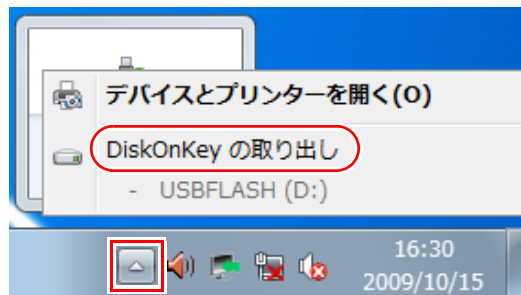 デバイスとプリンターを開く(O)
DiskOnKey の取り出し
- USBFLASH (D:)
16:30
2009/10/15